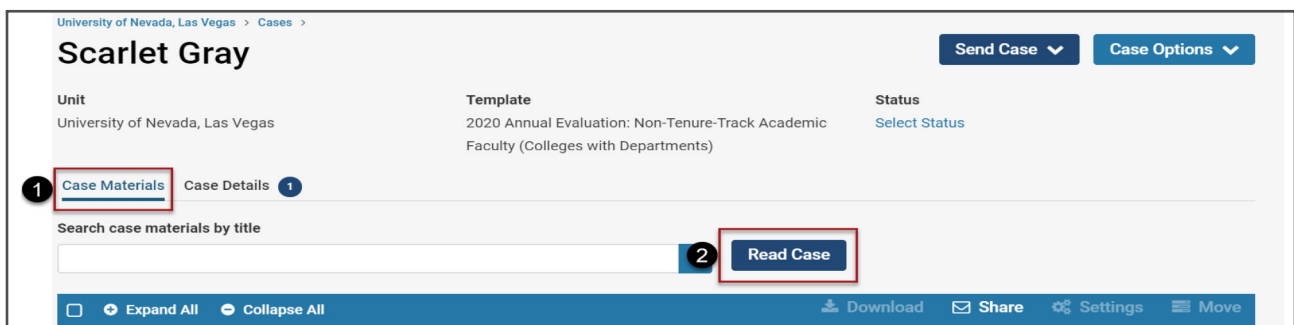 University of Nevada, Las Vegas > Cases >
Scarlet Gray
Send Case
Case Options
Unit
Template
Status
University of Nevada, Las Vegas
2020 Annual Evaluation: Non-Tenure-Track Academic
Faculty (Colleges with Departments)
Select Status
1
Case Materials
Case Details 1
Search case materials by title
2
Read Case
Expand All
Collapse All
Download
Share
Settings
Move